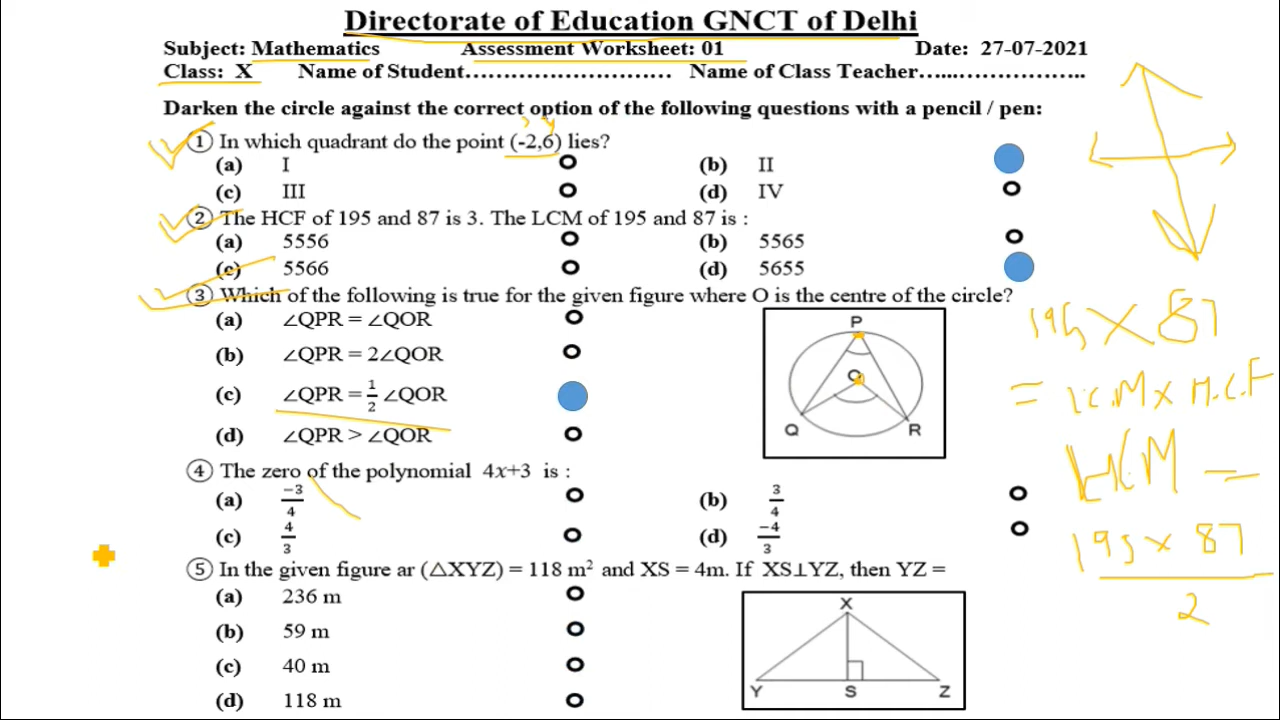 Directorate of Education GNCT of Delhi
Subject: Mathematics Assessment Worksheet: 01 Date: 27-07-2021
Class: X Name of Student........................... Name of Class Teacher........................
Darken the circle against the correct option of the following questions with a pencil / pen:
① In which quadrant do the point (-2,6) lies?
(a) I (b) II
(c) III (d) IV
② The HCF of 195 and 87 is 3. The LCM of 195 and 87 is :
(a) 5556 (b) 5565
(c) 5566 (d) 5655
③ Which of the following is true for the given figure where O is the centre of the circle?
(a) ∠QPR = ∠QOR
(b) ∠QPR = 2∠QOR
(c) ∠QPR = 1/2 ∠QOR
(d) ∠QPR > ∠QOR
P
O
Q R
195 × 87
= L.C.M × H.C.F
LCM =
195 × 87
2
④ The zero of the polynomial 4x+3 is :
(a) -3/4 (b) 3/4
(c) 4/3 (d) -4/3
⑤ In the given figure ar (△XYZ) = 118 m² and XS = 4m. If XS⊥YZ, then YZ =
(a) 236 m
(b) 59 m
(c) 40 m
(d) 118 m
X
Y S Z